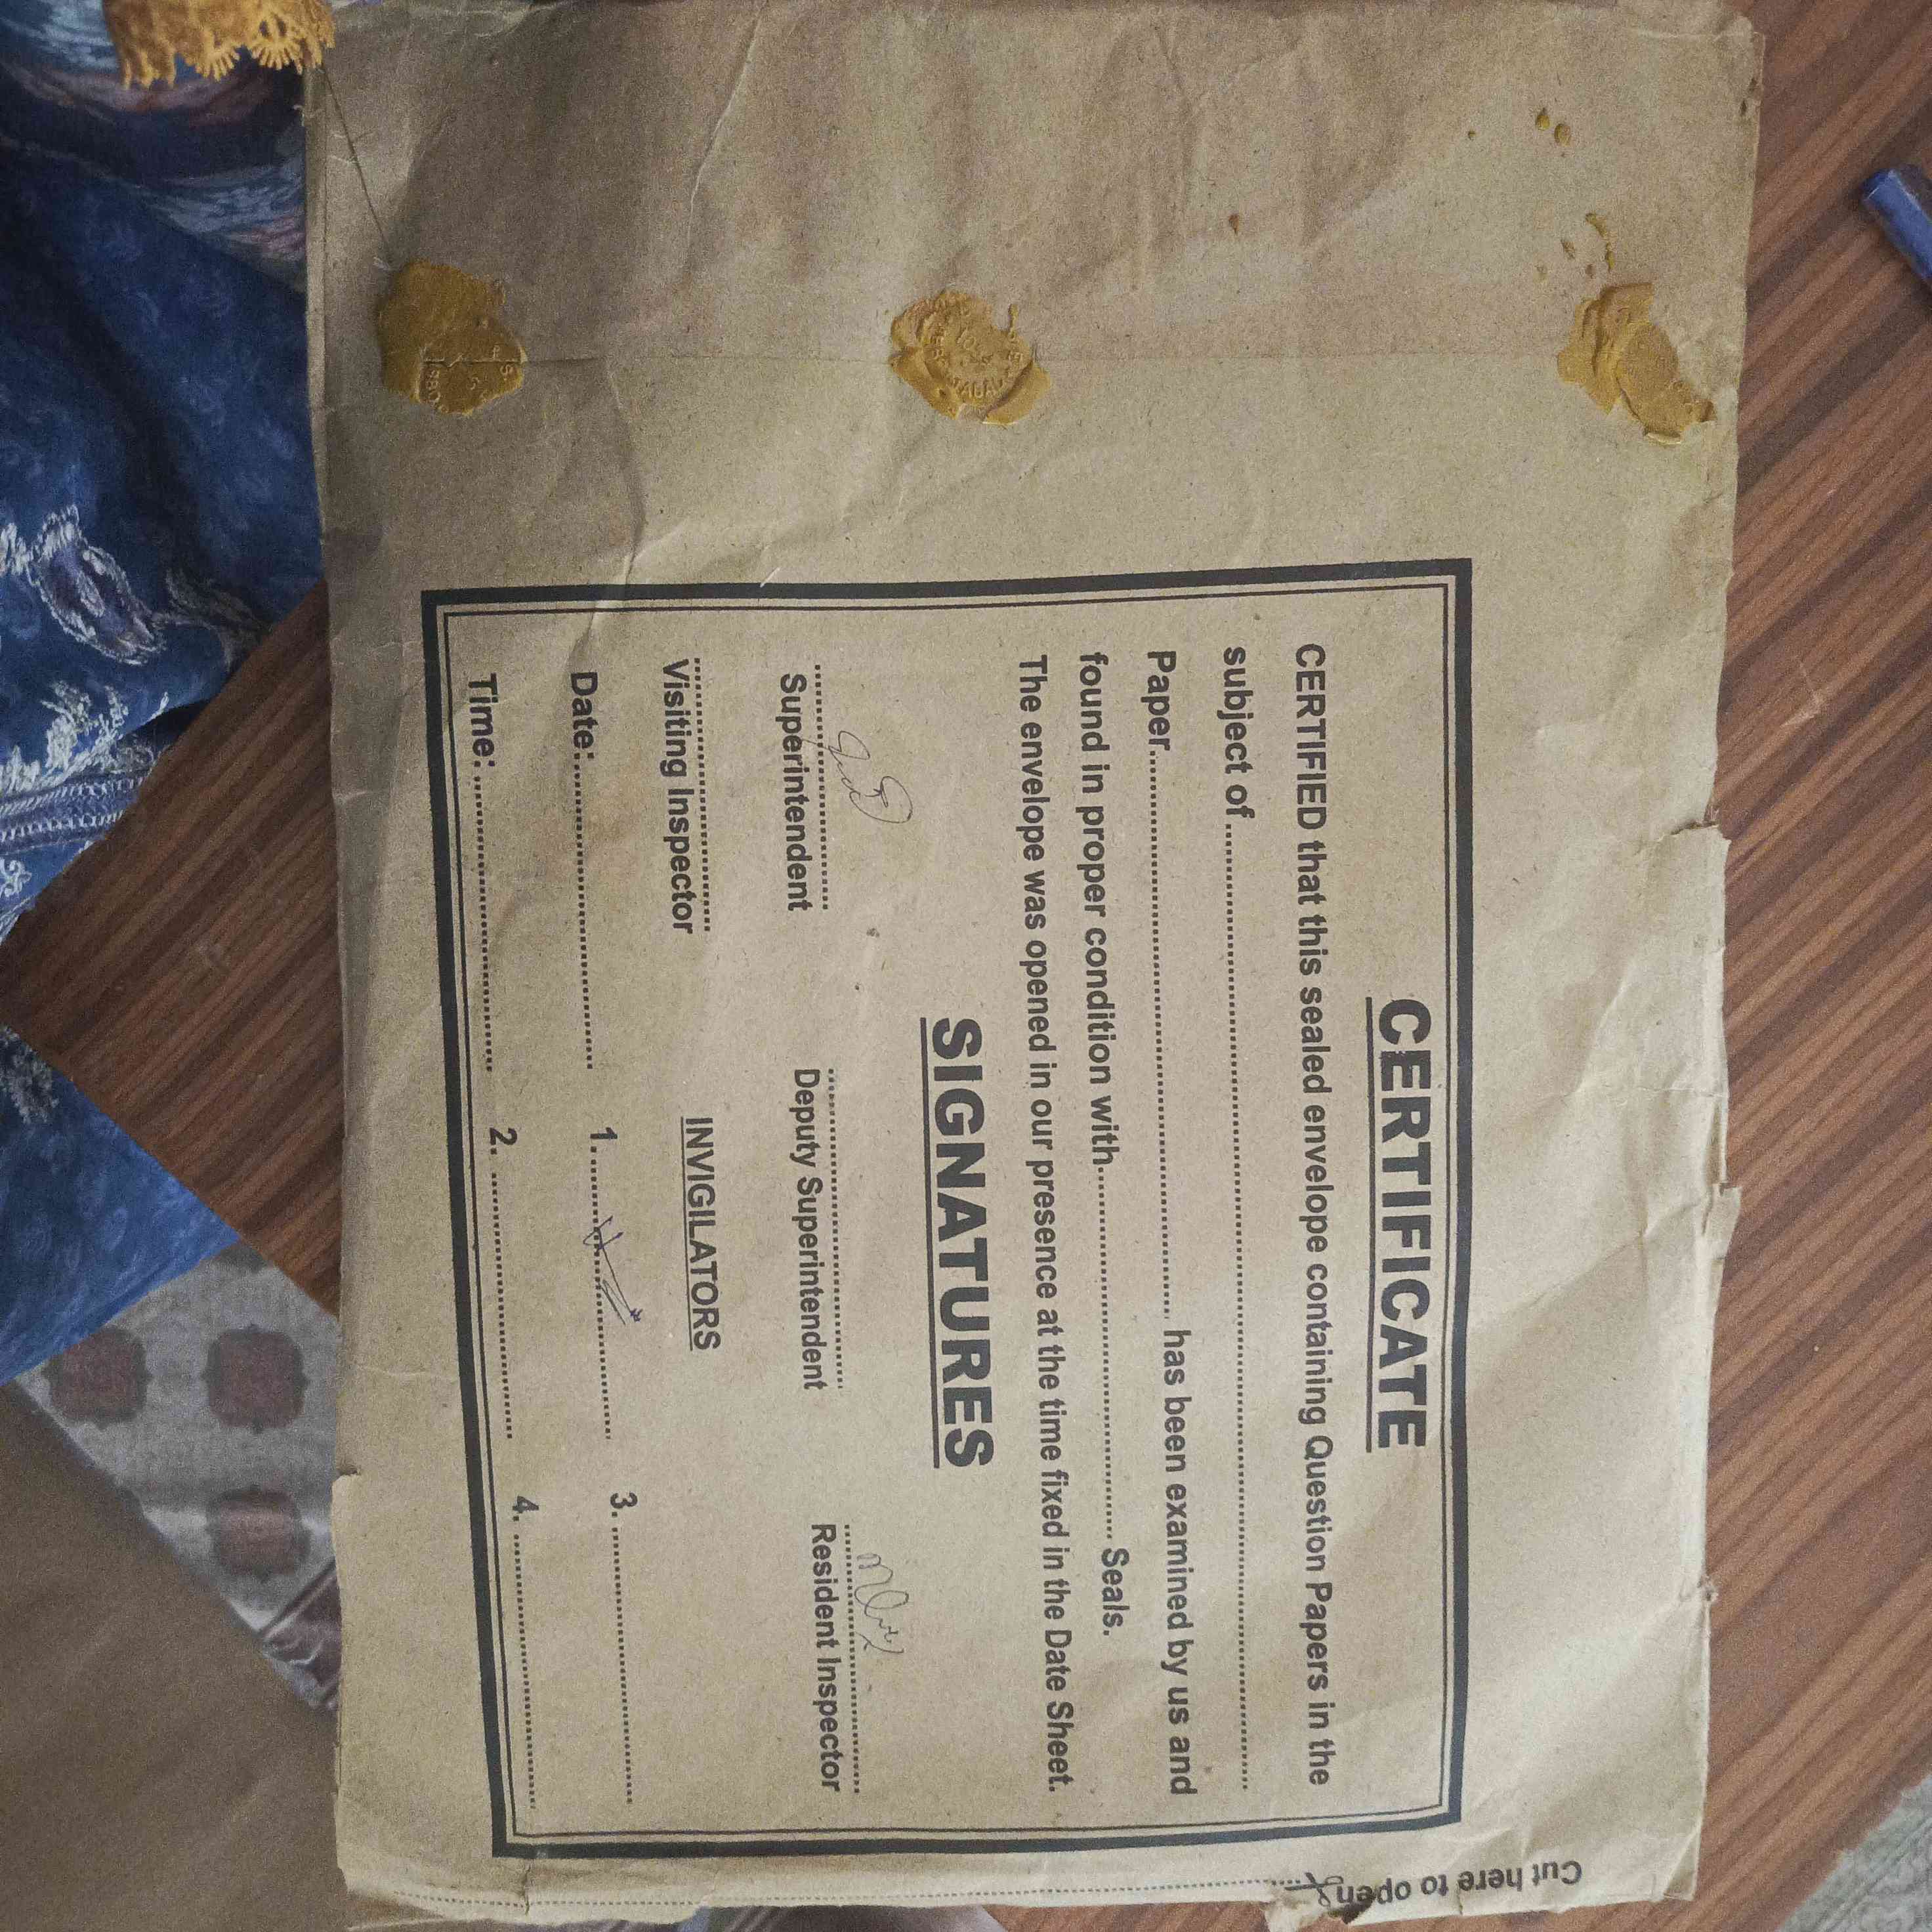 CERTIFICATE
CERTIFIED that this sealed envelope containing Question Papers in the
subject of ........................................
Paper........................................ has been examined by us and
found in proper condition with........................................ Seals.
The envelope was opened in our presence at the time fixed in the Date Sheet.
SIGNATURES
Superintendent Deputy Superintendent Resident Inspector
Visiting Inspector INVIGILATORS
Date:.............................. 1............................... 3...............................
Time:.............................. 2. .............................. 4. ..............................
Cut here to open